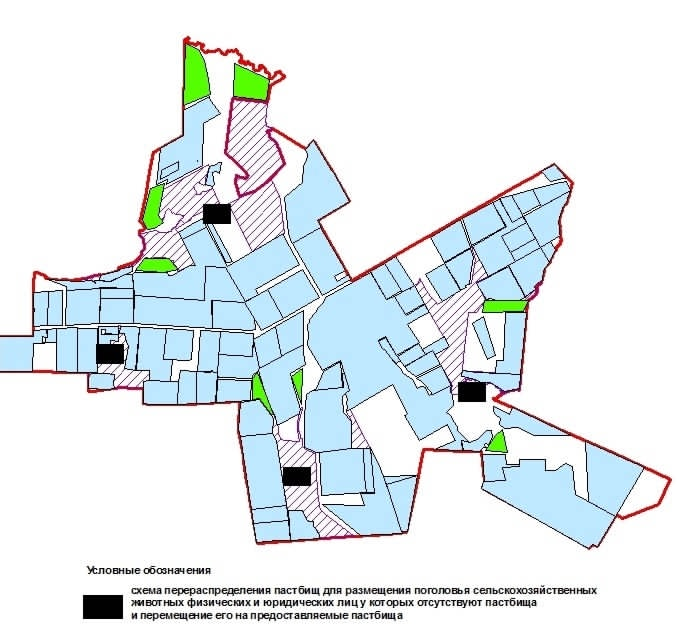 Условные обозначения
схема перераспределения пастбищ для размещения поголовья сельскохозяйственных
животных физических и юридических лиц у которых отсутствуют пастбища
и перемещение его на предоставляемые пастбища